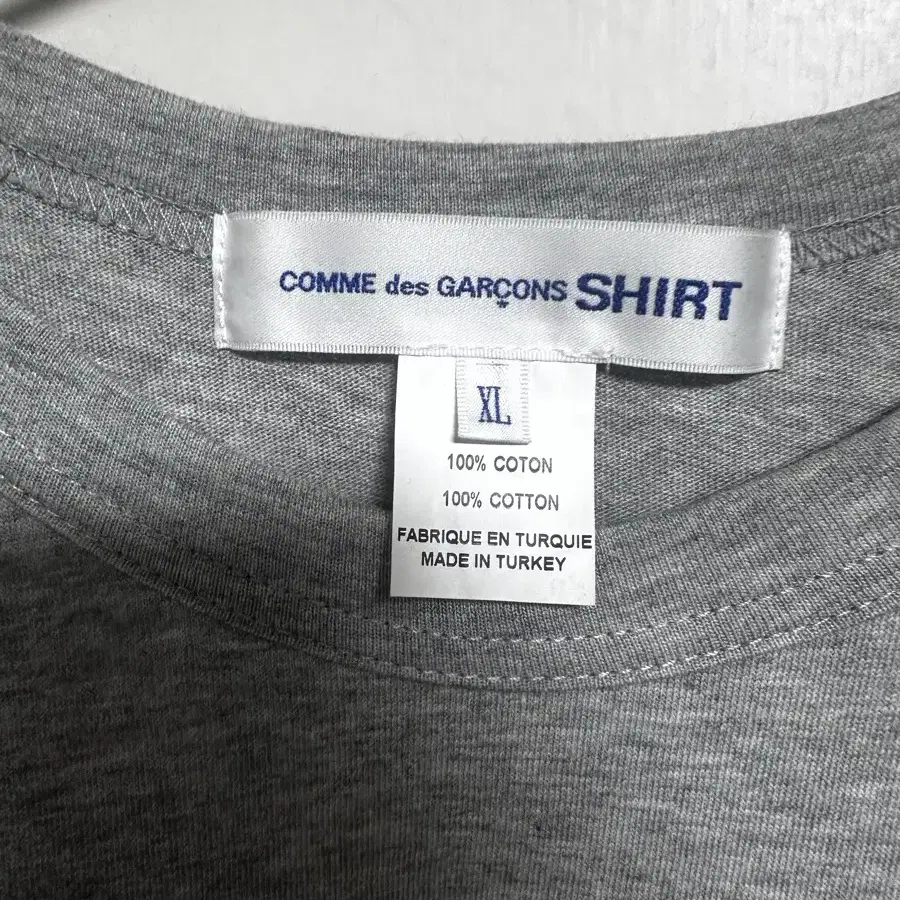 COMME des GARÇONS SHIRT
XL
100% COTON
100% COTTON
FABRIQUE EN TURQUIE
MADE IN TURKEY